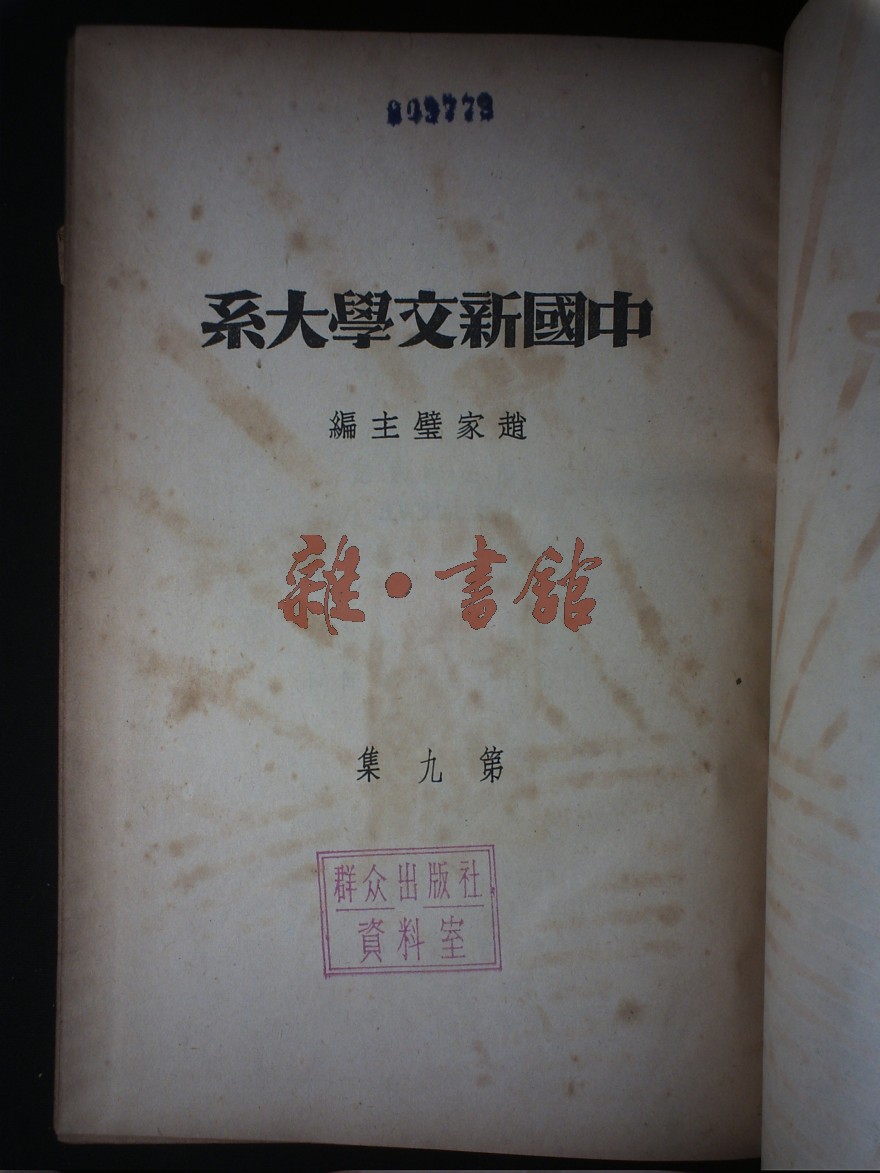 中國新文學大系
趙家璧主編
雜·書館
第九集
群众出版社
資料室